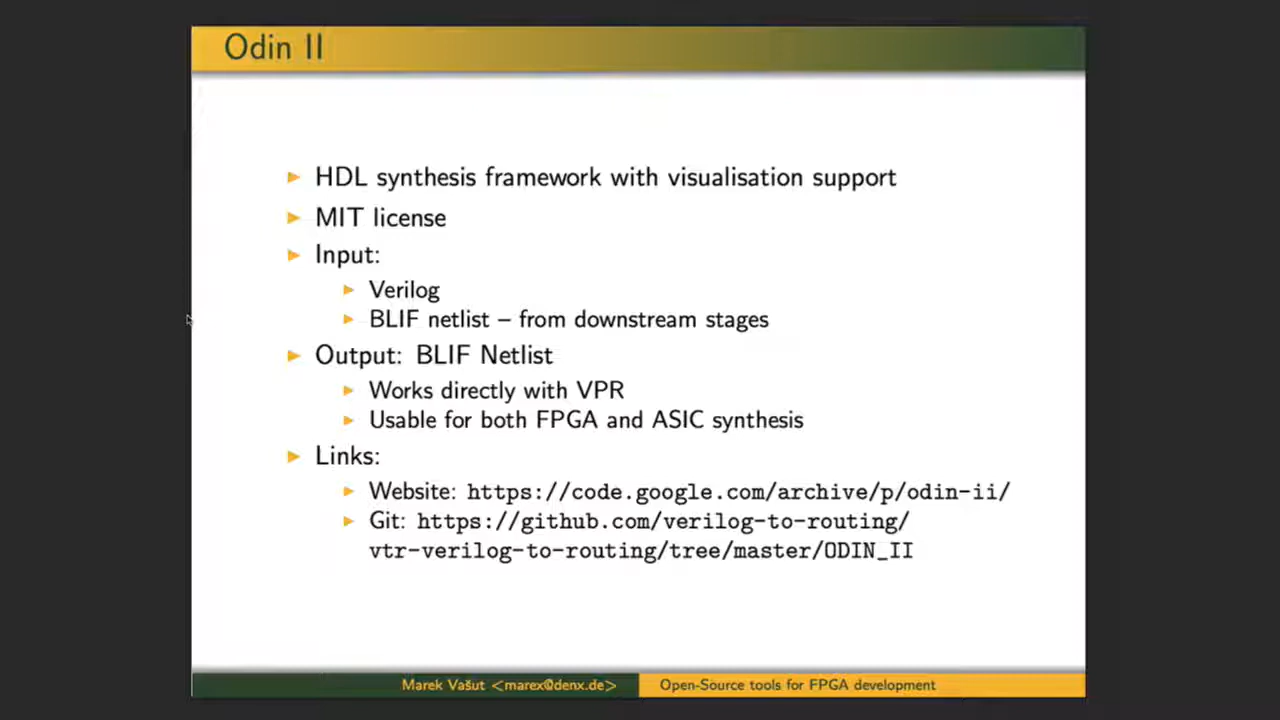 Odin II
HDL synthesis framework with visualisation support
MIT license
Input:
Verilog
BLIF netlist – from downstream stages
Output: BLIF Netlist
Works directly with VPR
Usable for both FPGA and ASIC synthesis
Links:
Website: https://code.google.com/archive/p/odin-ii/
Git: https://github.com/verilog-to-routing/
vtr-verilog-to-routing/tree/master/ODIN_II
Marek Vašut <marex@denx.de>
Open-Source tools for FPGA development